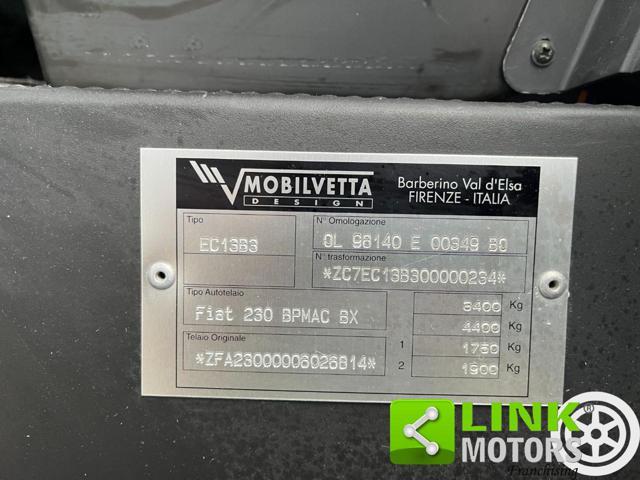 MOBILVETTA
DESIGN
Barberino Val d'Elsa
FIRENZE - ITALIA
Tipo
EC13B3
N° Omologazione
OL 98140 E 00349 BO
N° trasformazione
*ZC7EC13B300000234*
Tipo Autotelaio
Fiat 230 BPMAC BX
3400 Kg
4400 Kg
Telaio Originale
*ZFA23000006026814*
1 1750 Kg
2 1900 Kg
LINK
MOTORS
Franchising